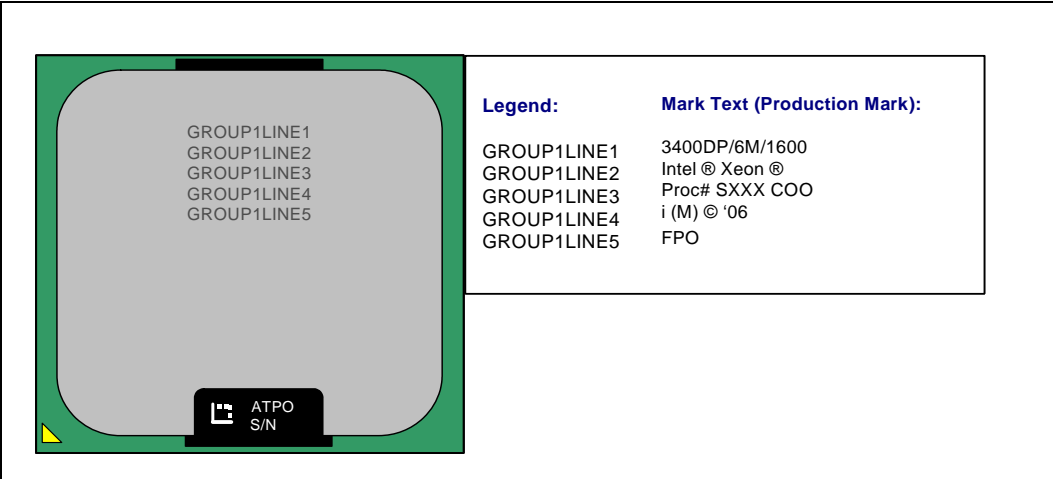 GROUP1LINE1
GROUP1LINE2
GROUP1LINE3
GROUP1LINE4
GROUP1LINE5
ATPO
S/N
Legend: Mark Text (Production Mark):
GROUP1LINE1 3400DP/6M/1600
GROUP1LINE2 Intel ® Xeon ®
GROUP1LINE3 Proc# SXXX COO
GROUP1LINE4 i (M) © ‘06
GROUP1LINE5 FPO